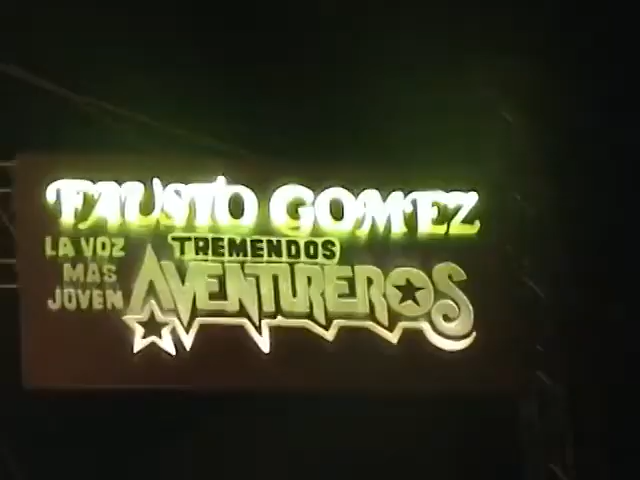 FAUSTO GOMEZ
LA VOZ
MAS
JOVEN
TREMENDOS
AVENTUREROS